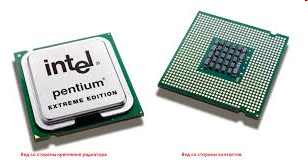 intel
pentium
EXTREME EDITION
Вид со стороны крепления радиатора
Вид со стороны контактов